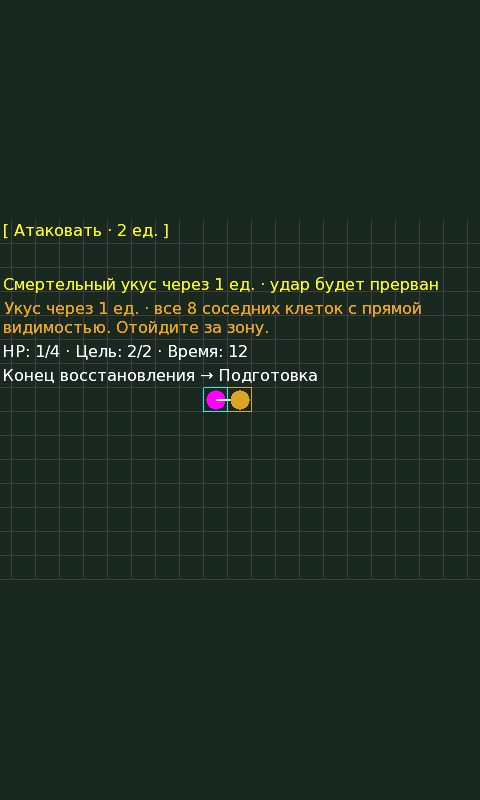 [ Атаковать · 2 ед. ]
Смертельный укус через 1 ед. · удар будет прерван
Укус через 1 ед. · все 8 соседних клеток с прямой
видимостью. Отойдите за зону.
HP: 1/4 · Цель: 2/2 · Время: 12
Конец восстановления → Подготовка